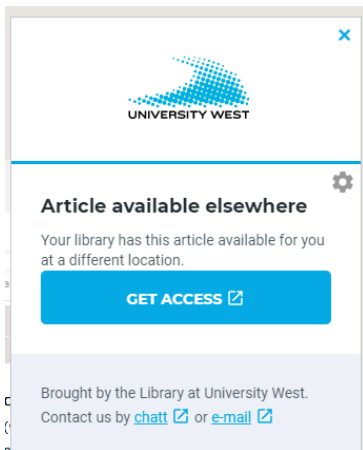 UNIVERSITY WEST
Article available elsewhere
Your library has this article available for you
at a different location.
GET ACCESS
Brought by the Library at University West.
Contact us by chatt or e-mail